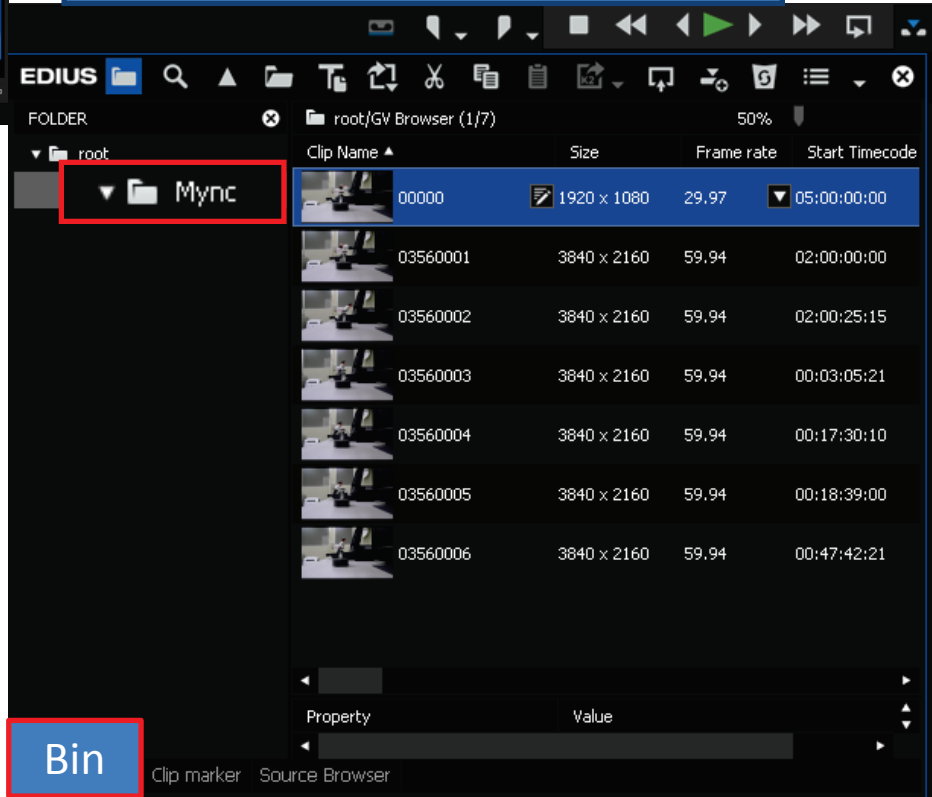 EDIUS
K2
FOLDER root/GV Browser (1/7) 50%
root Clip Name Size Frame rate Start Timecode
Mync
00000 1920 x 1080 29.97 05:00:00:00
03560001 3840 x 2160 59.94 02:00:00:00
03560002 3840 x 2160 59.94 02:00:25:15
03560003 3840 x 2160 59.94 00:03:05:21
03560004 3840 x 2160 59.94 00:17:30:10
03560005 3840 x 2160 59.94 00:18:39:00
03560006 3840 x 2160 59.94 00:47:42:21
Property Value
Bin Clip marker Source Browser